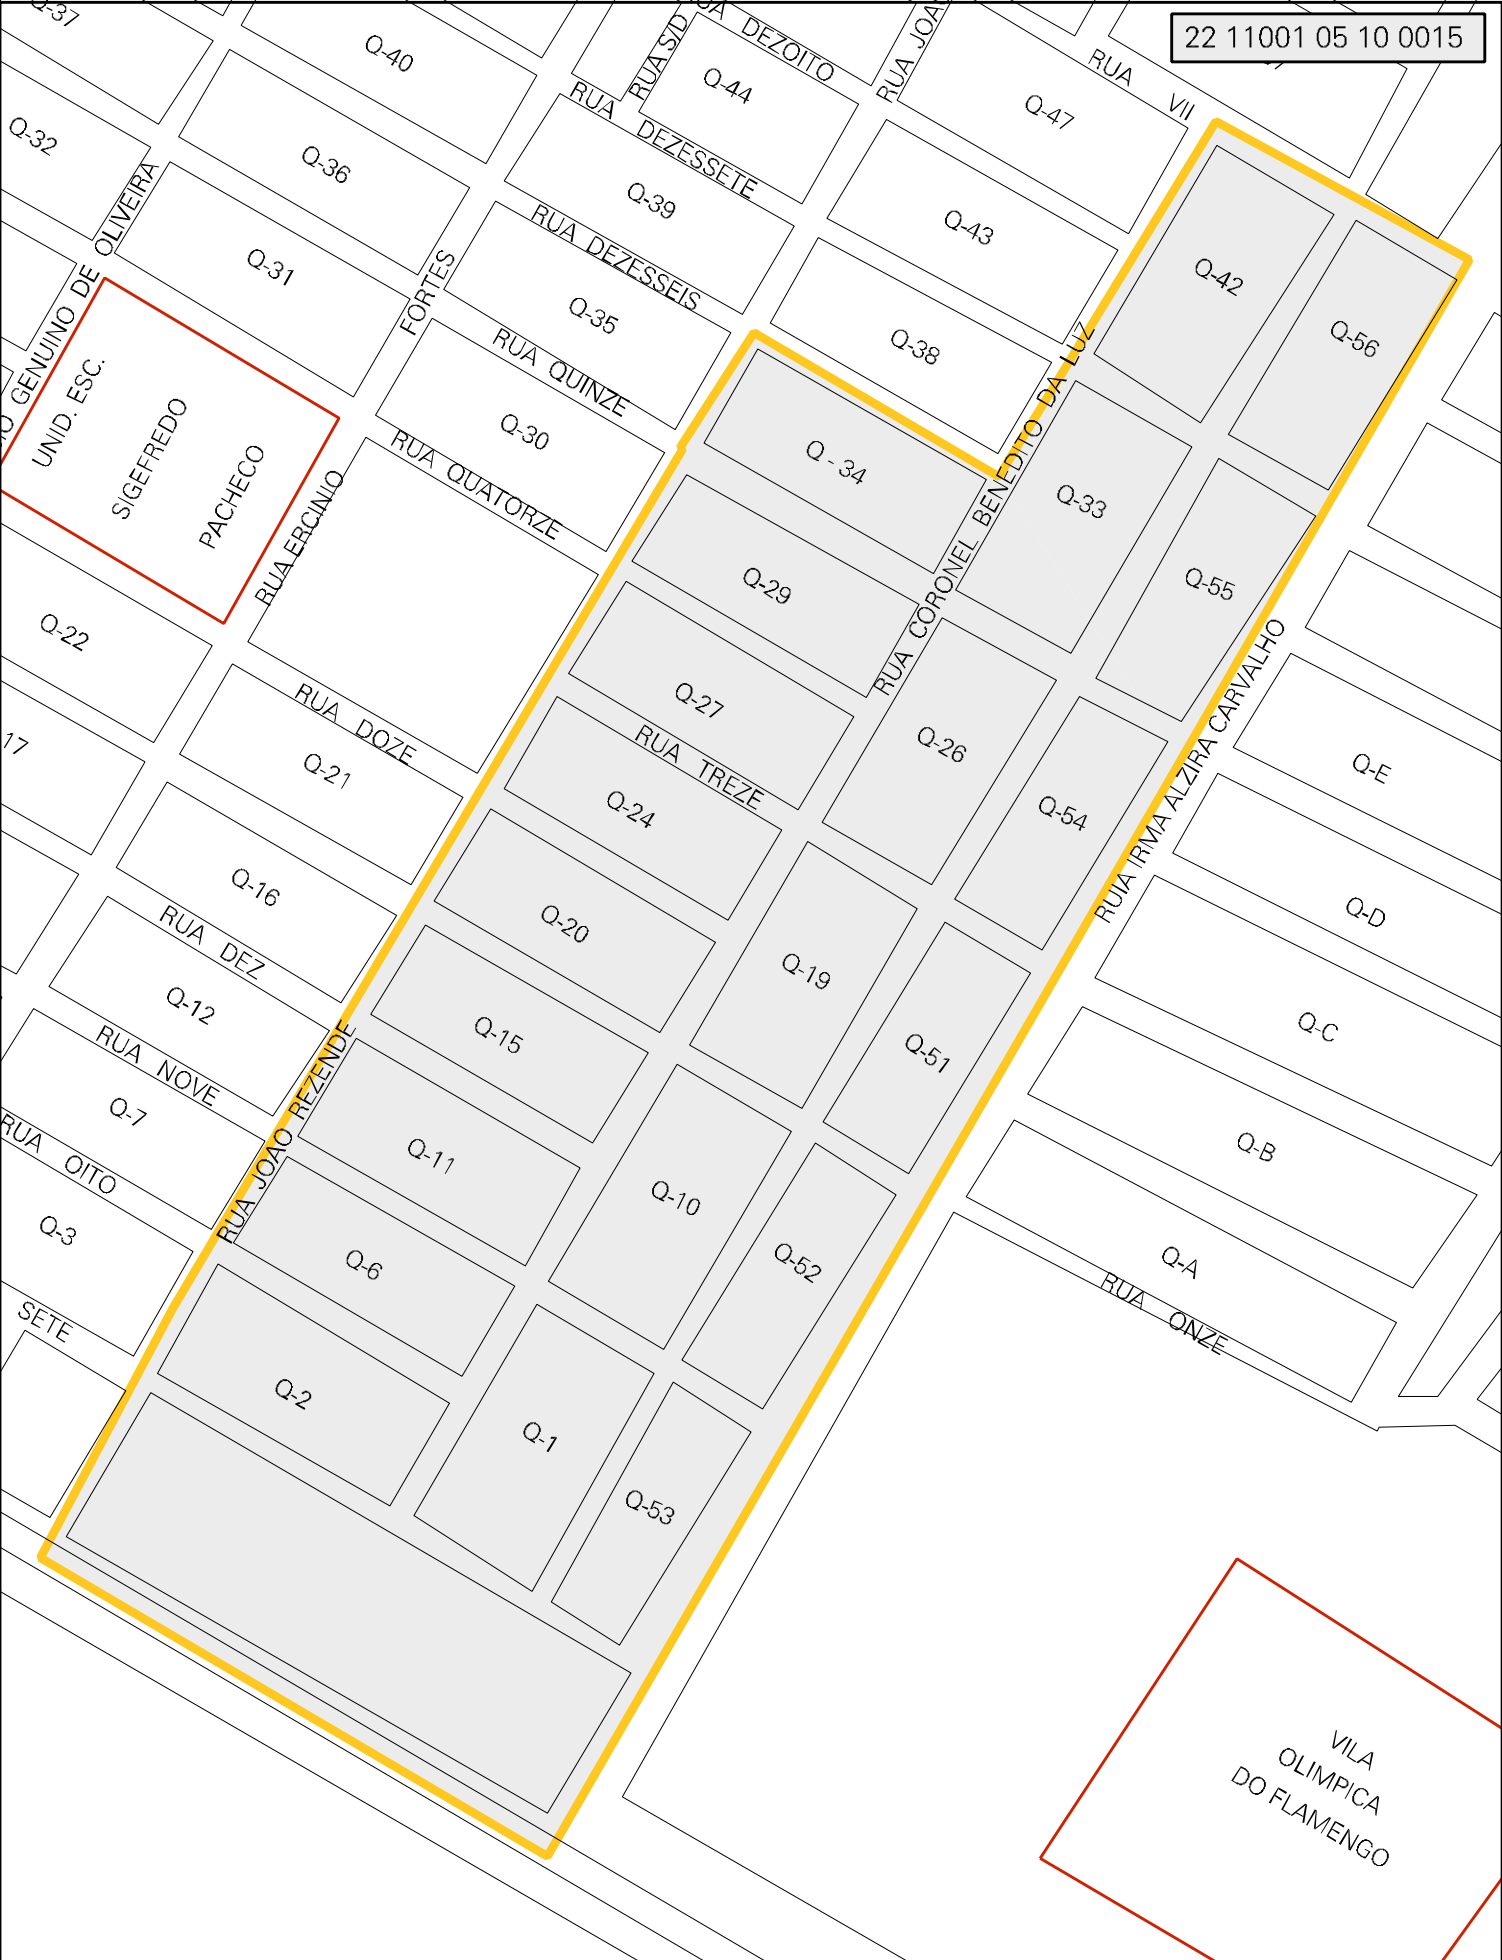 22 11001 05 10 0015
Q-37
Q-40
RUA S/D
RUA DEZOITO
RUA JOAO
RUA VII
Q-44
Q-47
Q-32
Q-36
RUA DEZESSETE
Q-39
Q-43
Q-42
Q-56
Q-31
RUA DEZESSEIS
Q-35
Q-38
GENUINO DE OLIVEIRA
FORTES
RUA QUINZE
UNID. ESC.
SIGEFREDO
PACHECO
Q-30
RUA QUATORZE
Q - 34
Q-33
RUA CORONEL BENEDITO DA LUZ
RUA ERCINIO
Q-29
Q-55
Q-22
Q-27
Q-26
RUA DOZE
RUA TREZE
17
Q-21
Q-24
Q-54
RUIA IRMA ALZIRA CARVALHO
Q-E
Q-16
Q-20
Q-19
Q-D
RUA DEZ
Q-12
Q-15
Q-51
Q-C
RUA NOVE
RUA JOAO REZENDE
Q-7
Q-11
Q-10
Q-B
RUA OITO
Q-3
Q-6
Q-52
Q-A
RUA ONZE
SETE
Q-2
Q-1
Q-53
VILA
OLIMPICA
DO FLAMENGO